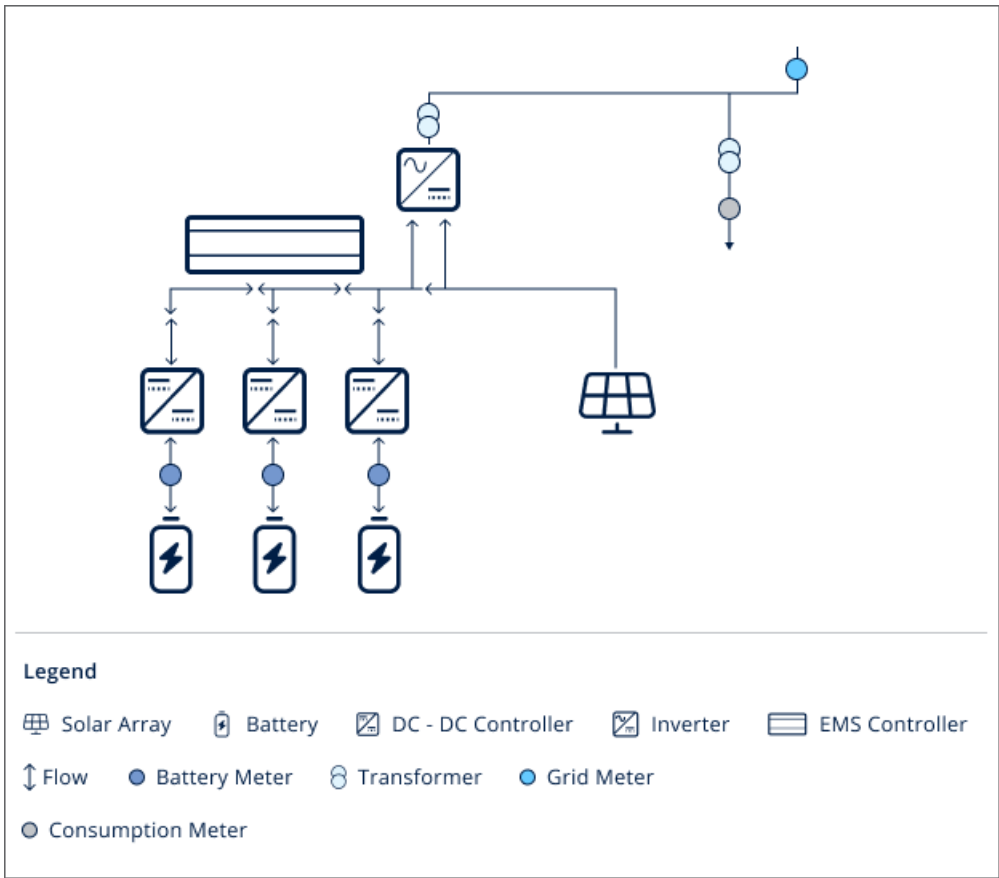 Legend
Solar Array Battery DC - DC Controller Inverter EMS Controller
Flow Battery Meter Transformer Grid Meter
Consumption Meter